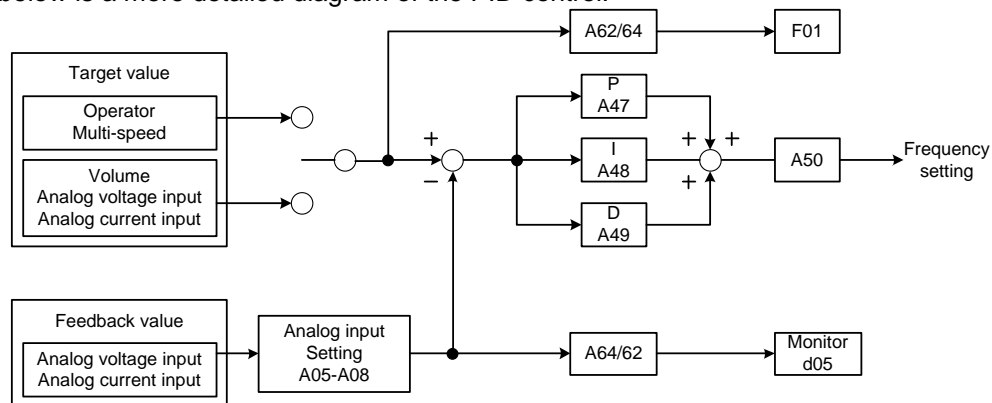 below is a more detailed diagram of the PID control.
Target value
Operator
Multi-speed
Volume
Analog voltage input
Analog current input
A62/64
F01
P
A47
I
A48
D
A49
+
−
+
+
+
A50
Frequency
setting
Feedback value
Analog voltage input
Analog current input
Analog input
Setting
A05-A08
A64/62
Monitor
d05